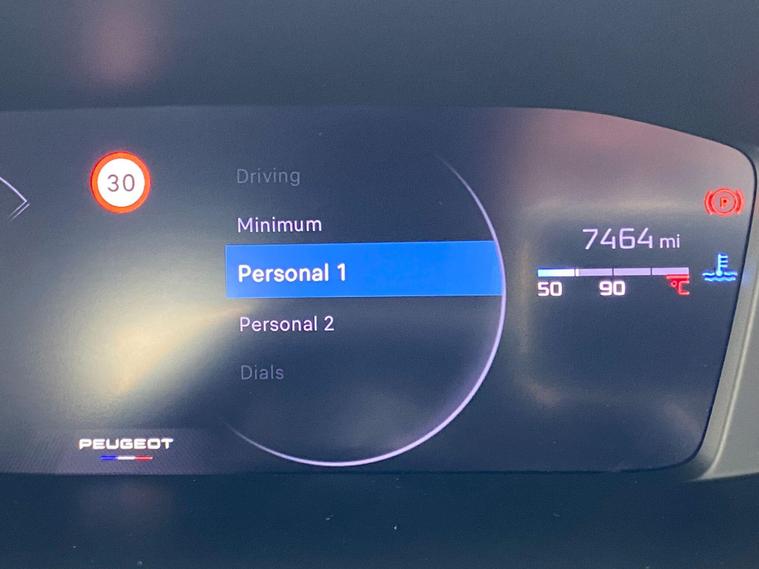 30
Driving
Minimum
Personal 1
Personal 2
Dials
7464 mi
50 90 °C
P
PEUGEOT